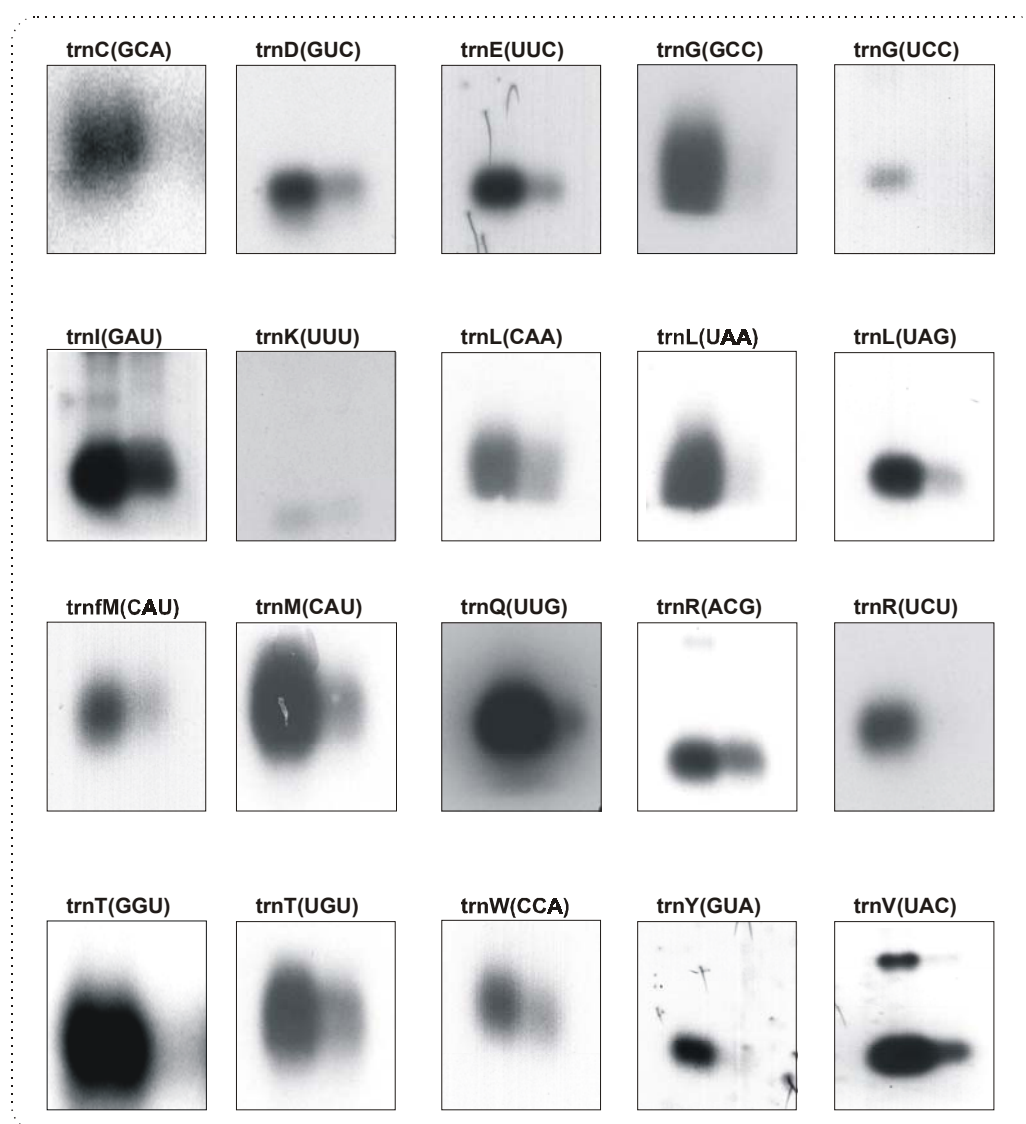 trnC(GCA) trnD(GUC) trnE(UUC) trnG(GCC) trnG(UCC)
trnI(GAU) trnK(UUU) trnL(CAA) trnL(UAA) trnL(UAG)
trnfM(CAU) trnM(CAU) trnQ(UUG) trnR(ACG) trnR(UCU)
trnT(GGU) trnT(UGU) trnW(CCA) trnY(GUA) trnV(UAC)